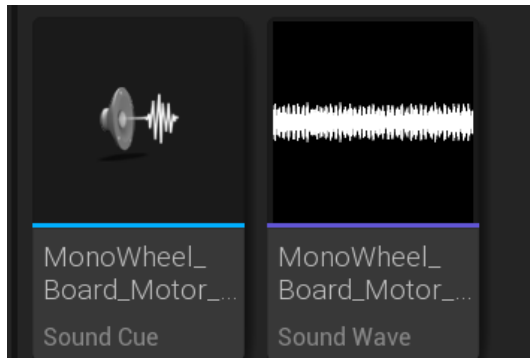 MonoWheel_
Board_Motor_...
Sound Cue
MonoWheel_
Board_Motor_...
Sound Wave